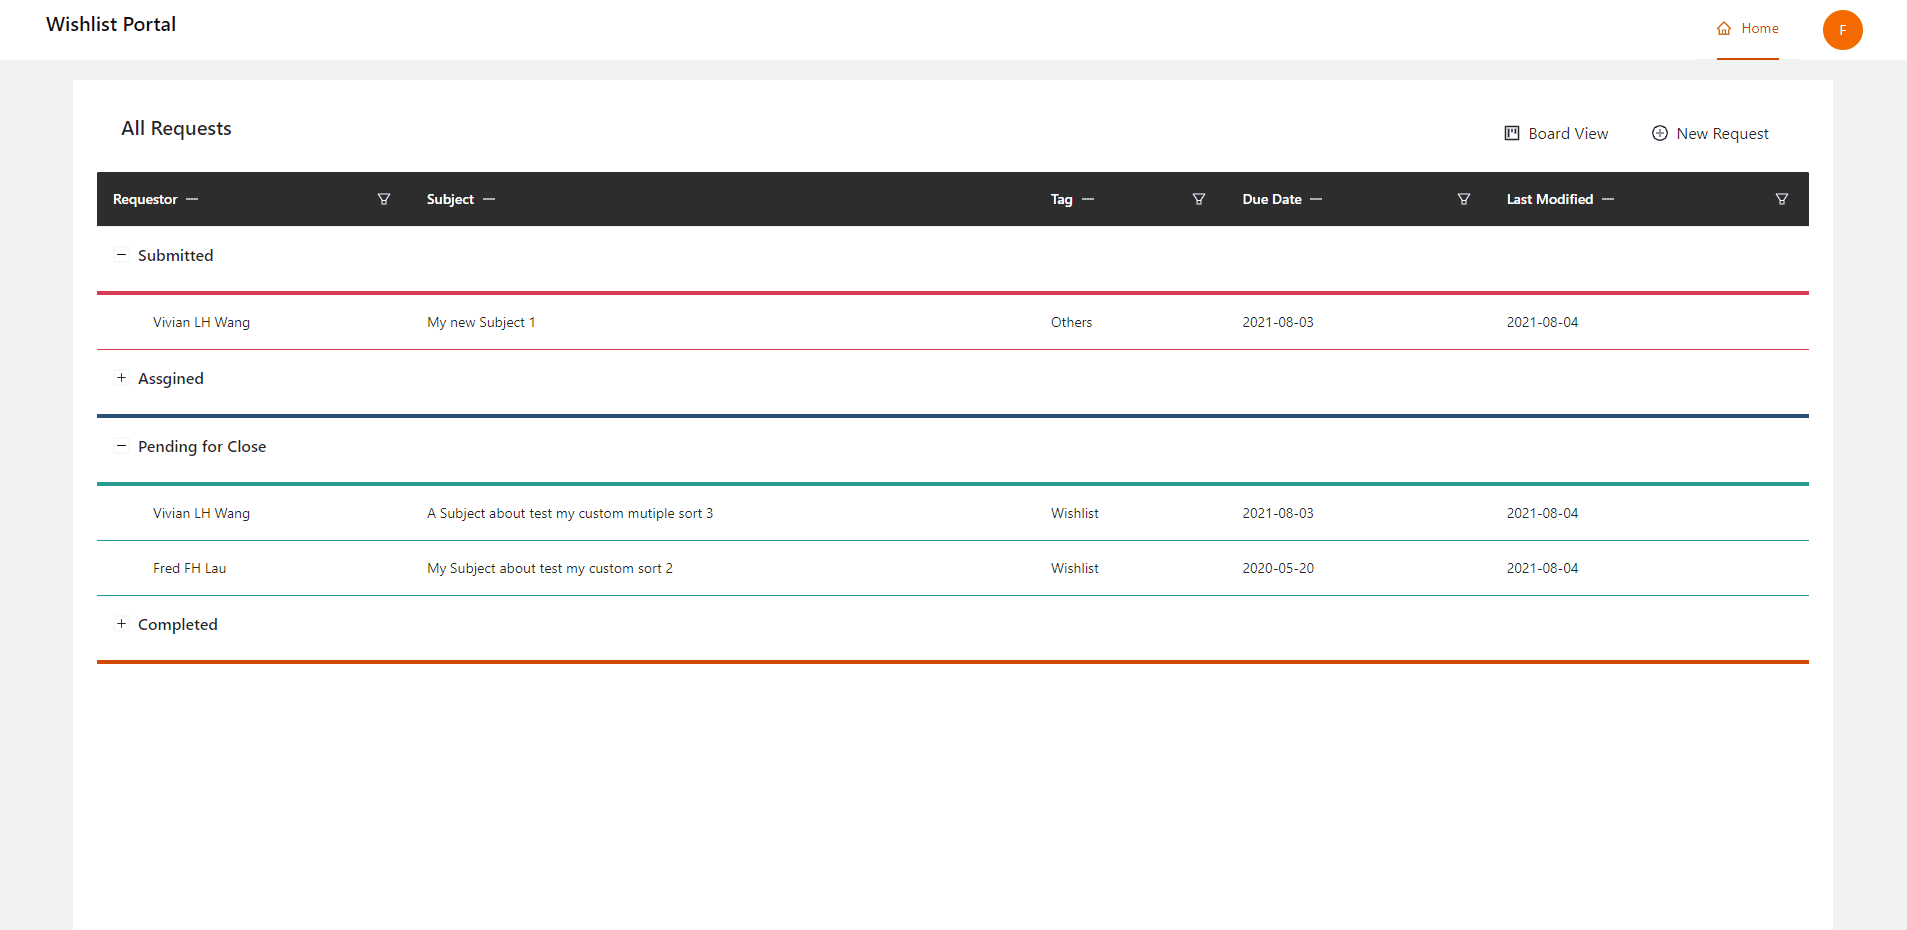 Wishlist Portal
Home
F
All Requests
Board View
New Request
Requestor Subject Tag Due Date Last Modified
Submitted
Vivian LH Wang My new Subject 1 Others 2021-08-03 2021-08-04
Assgined
Pending for Close
Vivian LH Wang A Subject about test my custom mutiple sort 3 Wishlist 2021-08-03 2021-08-04
Fred FH Lau My Subject about test my custom sort 2 Wishlist 2020-05-20 2021-08-04
Completed